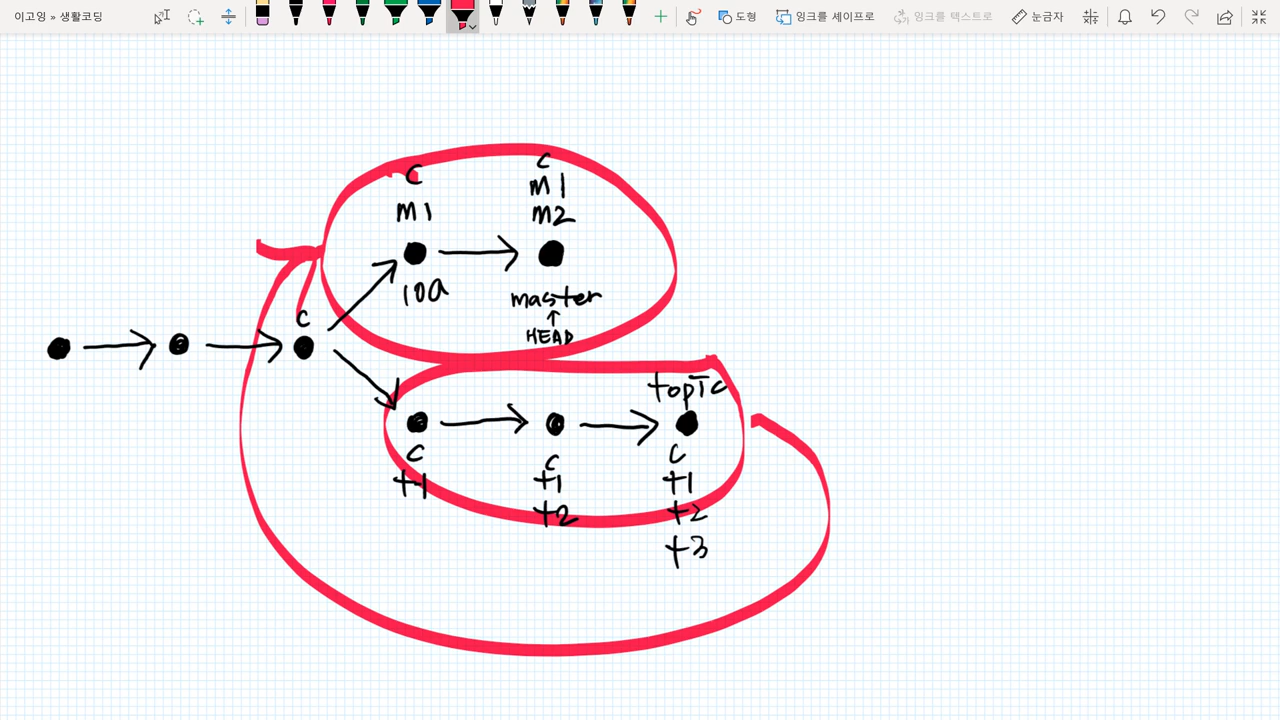 이고잉 » 생활코딩
도형
잉크를 셰이프로
잉크를 텍스트로
눈금자
C
m1
10a
C
m1
m2
master
↑
HEAD
C
topic
C
t1
C
t1
t2
C
t1
t2
t3